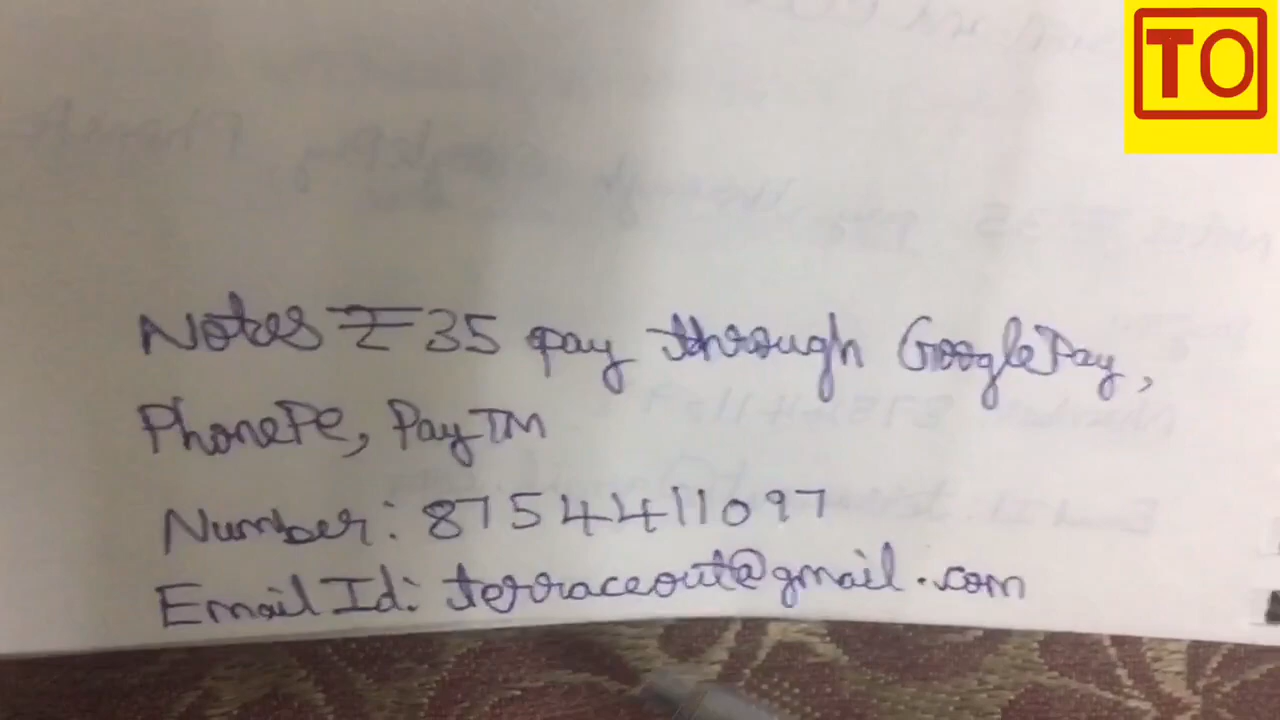 TO
Notes ₹ 35 pay through GooglePay,
PhonePe, PayTM
Number: 8754411097
Email Id: terraceout@gmail.com